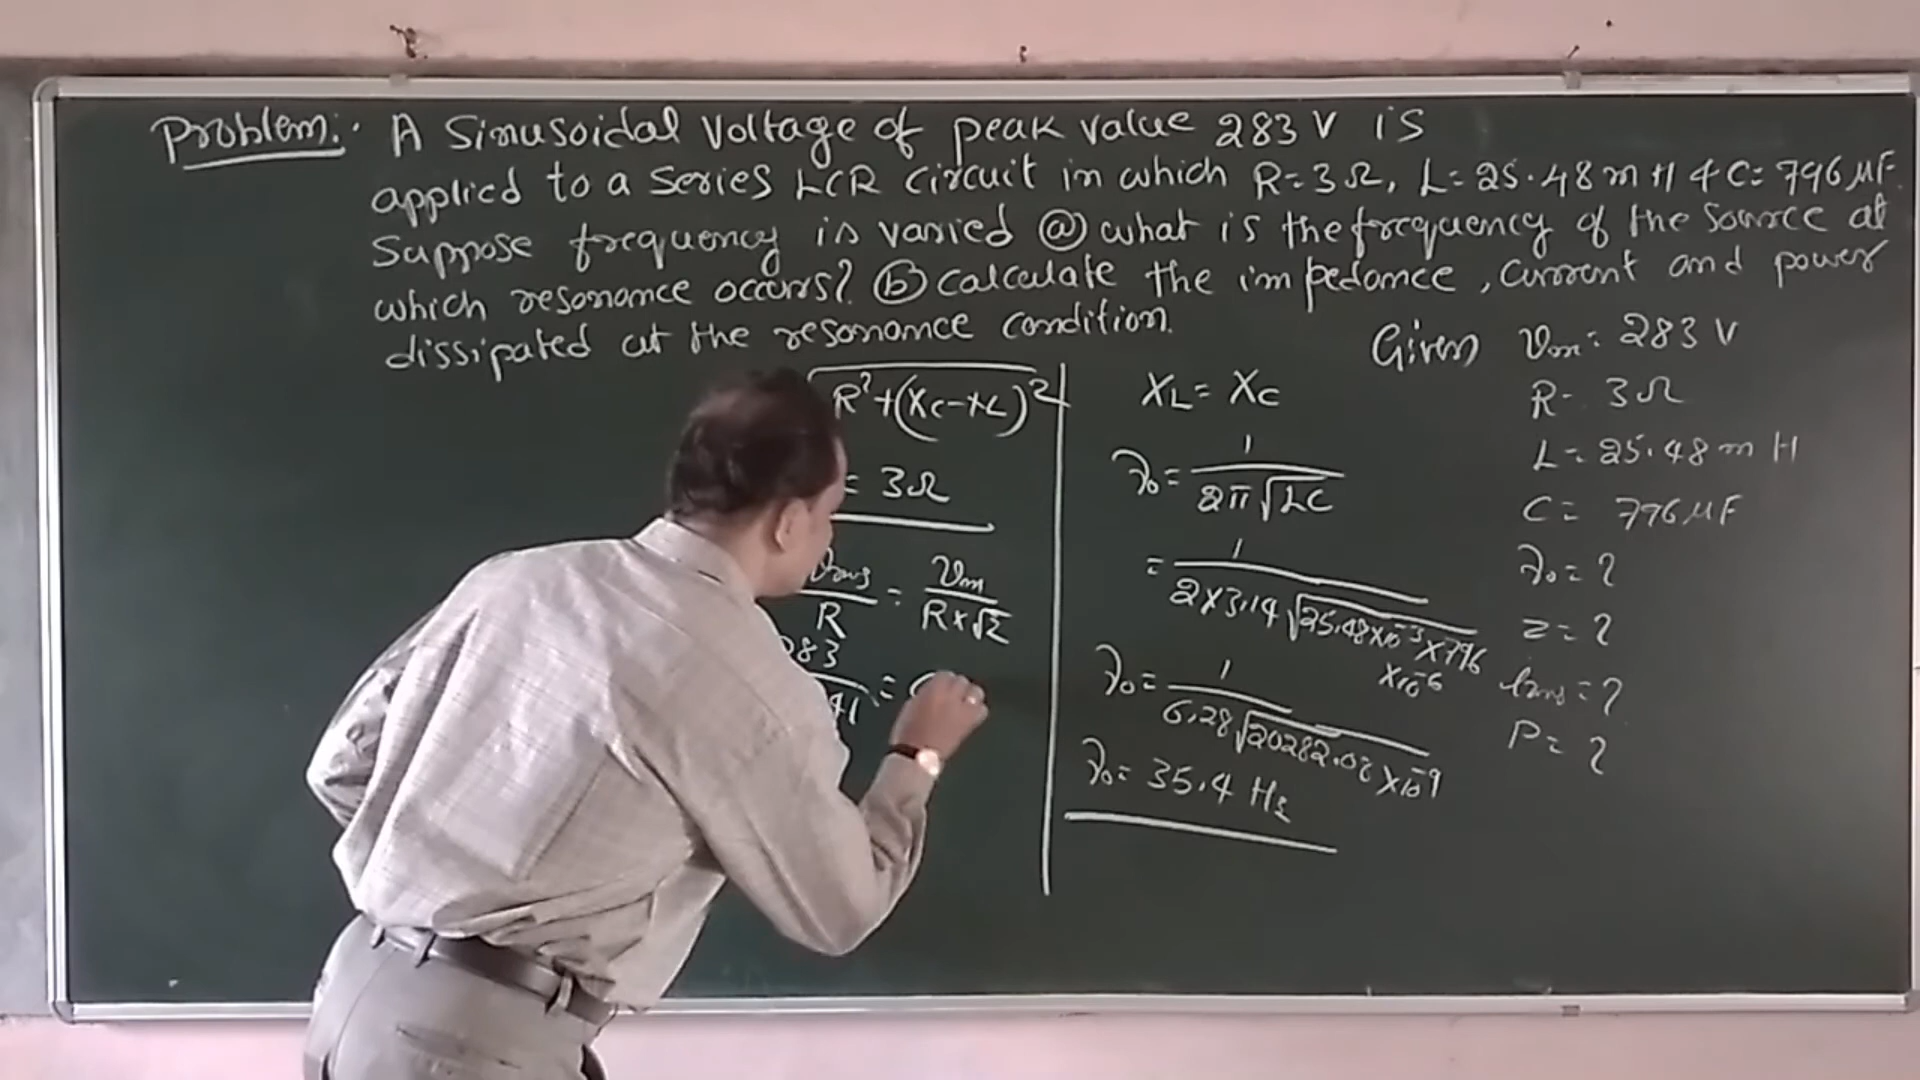 Problem:. A Sinusoidal Voltage of peak value 283 V is
applied to a series LCR circuit in which R=3Ω, L=25.48 mH & C=796 μF.
Suppose frequency is varied ⓐ what is the frequency of the source at
which resonance occurs? ⓑ calculate the impedance, current and power
dissipated at the resonance condition.
√R²+(Xc-XL)²
= 3Ω
Vrms/R = Vm/R×√2
283/41 =
XL= XC
ν0= 1/2π√LC
= 1/2×3.14√25.48×10⁻³×796×10⁻⁶
ν0= 1/6.28√20282.08×10⁻⁹
ν0= 35.4 Hz
Given Vm= 283 V
R= 3Ω
L= 25.48 m H
C= 796 μF
ν0= ?
Z= ?
Irms= ?
P= ?